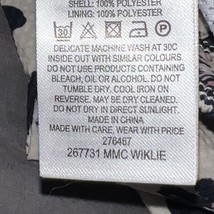 SHELL: 100% POLYESTER
LINING: 100% POLYESTER
30
DELICATE MACHINE WASH AT 30C
INSIDE OUT WITH SIMILAR COLOURS.
DO NOT USE PRODUCTS CONTAINING
BLEACH, OIL OR ALCOHOL. DO NOT
TUMBLE DRY, COOL IRON ON
REVERSE. MAY BE DRY CLEANED
DO NOT DRY IN DIRECT SUNLIGHT.
MADE IN CHINA
MADE WITH CARE, WEAR WITH PRIDE
276467
267731 MMC WIKLIE